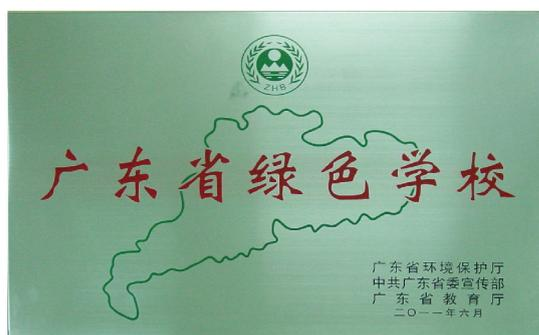 ZHB
广东省绿色学校
广东省环境保护厅
中共广东省委宣传部
广东省教育厅
二〇一一年六月